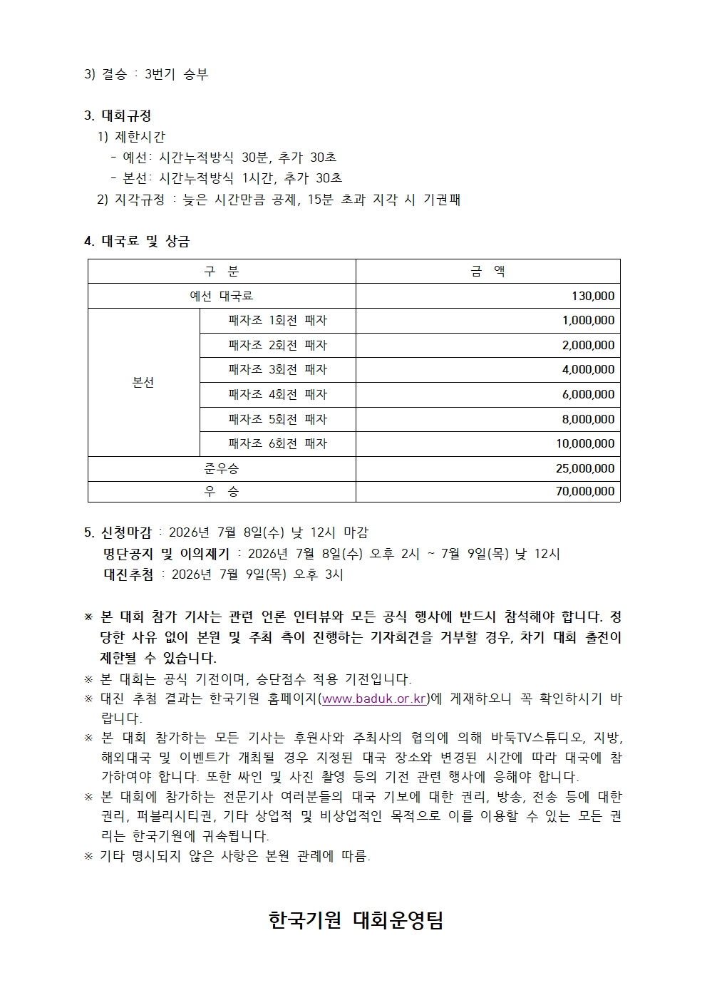 3) 결승 : 3번기 승부
3. 대회규정
1) 제한시간
- 예선: 시간누적방식 30분, 추가 30초
- 본선: 시간누적방식 1시간, 추가 30초
2) 지각규정 : 늦은 시간만큼 공제, 15분 초과 지각 시 기권패
4. 대국료 및 상금
구 분 금 액
예선 대국료 130,000
본선
패자조 1회전 패자 1,000,000
패자조 2회전 패자 2,000,000
패자조 3회전 패자 4,000,000
패자조 4회전 패자 6,000,000
패자조 5회전 패자 8,000,000
패자조 6회전 패자 10,000,000
준우승 25,000,000
우 승 70,000,000
5. 신청마감 : 2026년 7월 8일(수) 낮 12시 마감
명단공지 및 이의제기 : 2026년 7월 8일(수) 오후 2시 ~ 7월 9일(목) 낮 12시
대진추첨 : 2026년 7월 9일(목) 오후 3시
※ 본 대회 참가 기사는 관련 언론 인터뷰와 모든 공식 행사에 반드시 참석해야 합니다. 정
당한 사유 없이 본원 및 주최 측이 진행하는 기자회견을 거부할 경우, 차기 대회 출전이
제한될 수 있습니다.
※ 본 대회는 공식 기전이며, 승단점수 적용 기전입니다.
※ 대진 추첨 결과는 한국기원 홈페이지(www.baduk.or.kr)에 게재하오니 꼭 확인하시기 바
랍니다.
※ 본 대회 참가하는 모든 기사는 후원사와 주최사의 협의에 의해 바둑TV스튜디오, 지방,
해외대국 및 이벤트가 개최될 경우 지정된 대국 장소와 변경된 시간에 따라 대국에 참
가하여야 합니다. 또한 싸인 및 사진 촬영 등의 기전 관련 행사에 응해야 합니다.
※ 본 대회에 참가하는 전문기사 여러분들의 대국 기보에 대한 권리, 방송, 전송 등에 대한
권리, 퍼블리시티권, 기타 상업적 및 비상업적인 목적으로 이를 이용할 수 있는 모든 권
리는 한국기원에 귀속됩니다.
※ 기타 명시되지 않은 사항은 본원 관례에 따름.
한국기원 대회운영팀